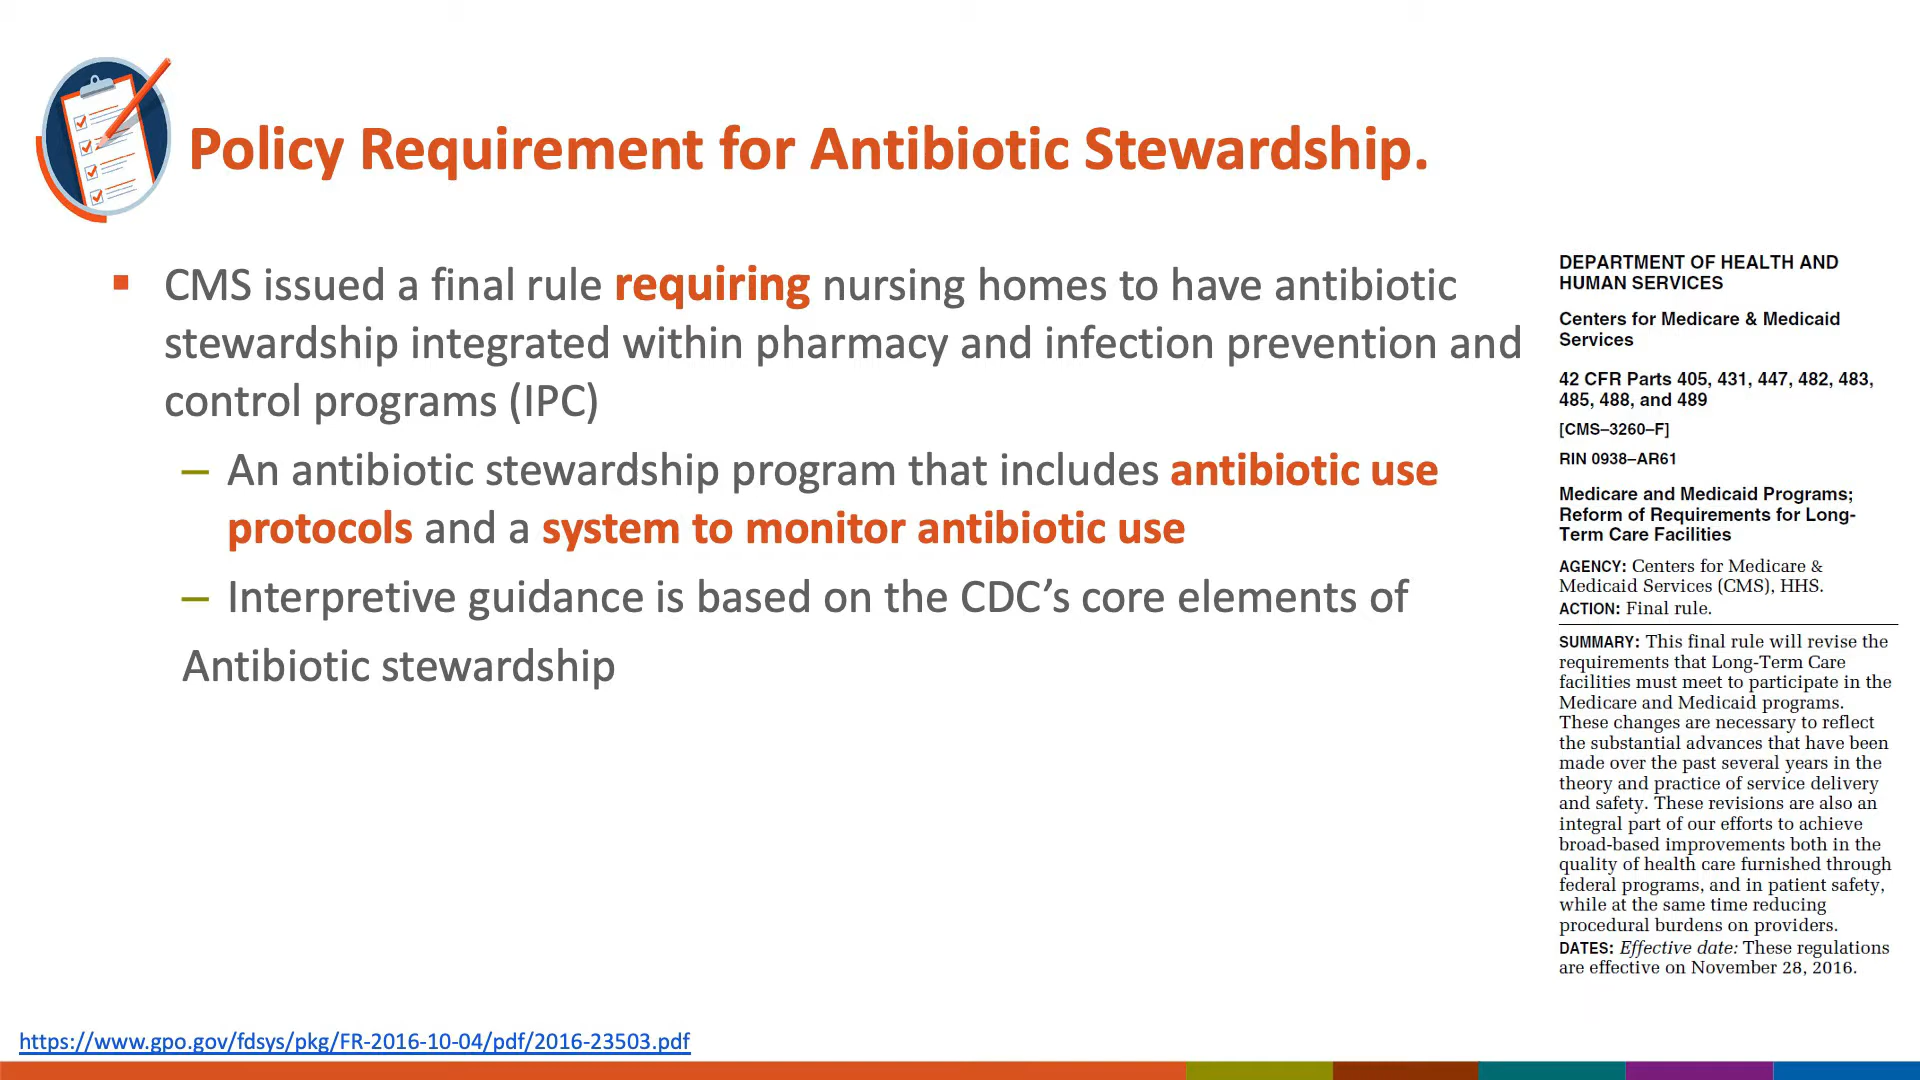 Policy Requirement for Antibiotic Stewardship.
▪ CMS issued a final rule requiring nursing homes to have antibiotic
stewardship integrated within pharmacy and infection prevention and
control programs (IPC)
– An antibiotic stewardship program that includes antibiotic use
protocols and a system to monitor antibiotic use
– Interpretive guidance is based on the CDC’s core elements of
Antibiotic stewardship
DEPARTMENT OF HEALTH AND
HUMAN SERVICES
Centers for Medicare & Medicaid
Services
42 CFR Parts 405, 431, 447, 482, 483,
485, 488, and 489
[CMS–3260–F]
RIN 0938–AR61
Medicare and Medicaid Programs;
Reform of Requirements for Long-
Term Care Facilities
AGENCY: Centers for Medicare &
Medicaid Services (CMS), HHS.
ACTION: Final rule.
SUMMARY: This final rule will revise the
requirements that Long-Term Care
facilities must meet to participate in the
Medicare and Medicaid programs.
These changes are necessary to reflect
the substantial advances that have been
made over the past several years in the
theory and practice of service delivery
and safety. These revisions are also an
integral part of our efforts to achieve
broad-based improvements both in the
quality of health care furnished through
federal programs, and in patient safety,
while at the same time reducing
procedural burdens on providers.
DATES: Effective date: These regulations
are effective on November 28, 2016.
https://www.gpo.gov/fdsys/pkg/FR-2016-10-04/pdf/2016-23503.pdf